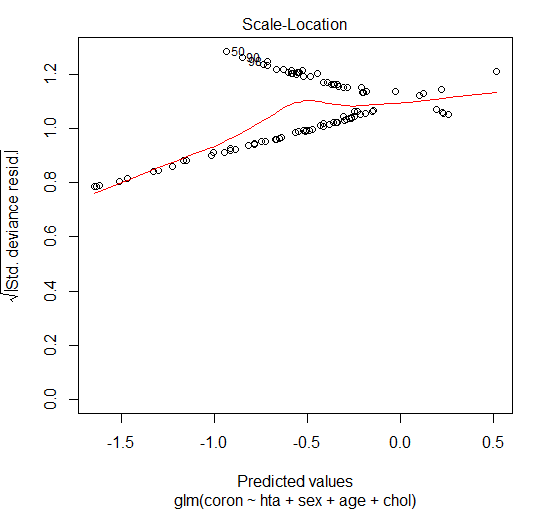 Scale-Location
50
90
98
1.2
1.0
0.8
0.6
0.4
0.2
0.0
√|Std. deviance resid.|
-1.5 -1.0 -0.5 0.0 0.5
Predicted values
glm(coron ~ hta + sex + age + chol)